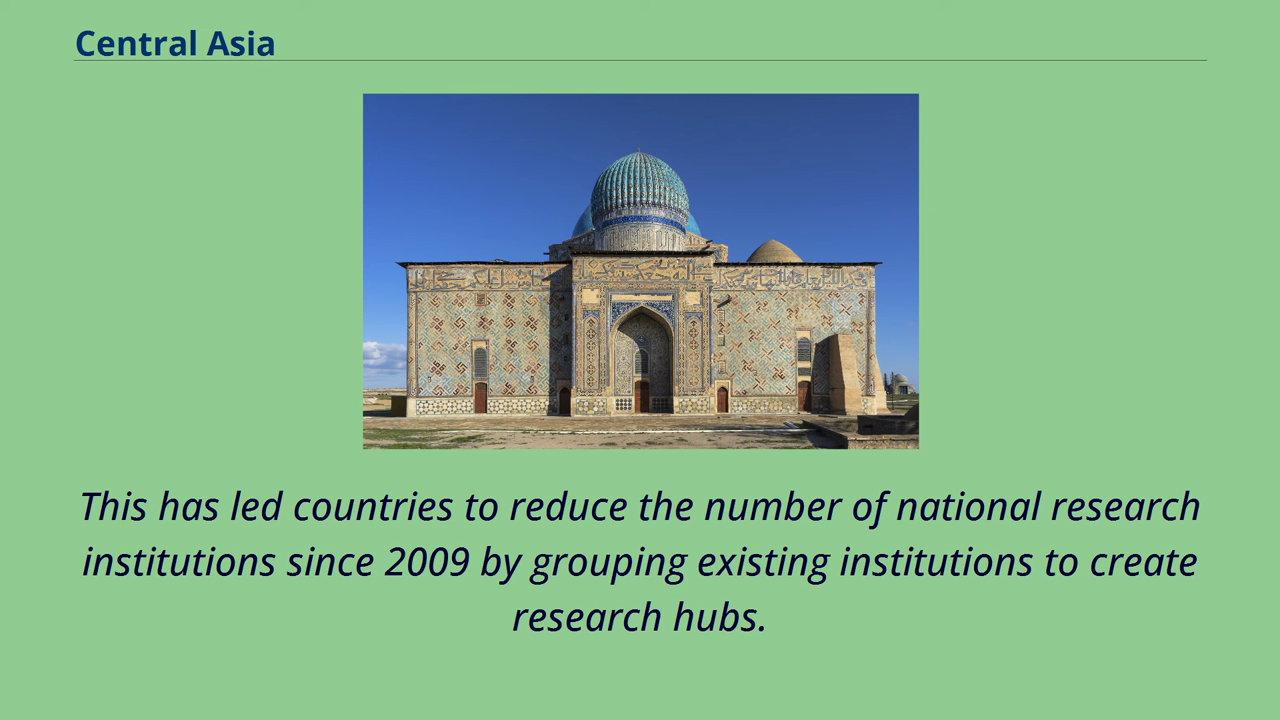 Central Asia
This has led countries to reduce the number of national research
institutions since 2009 by grouping existing institutions to create
research hubs.